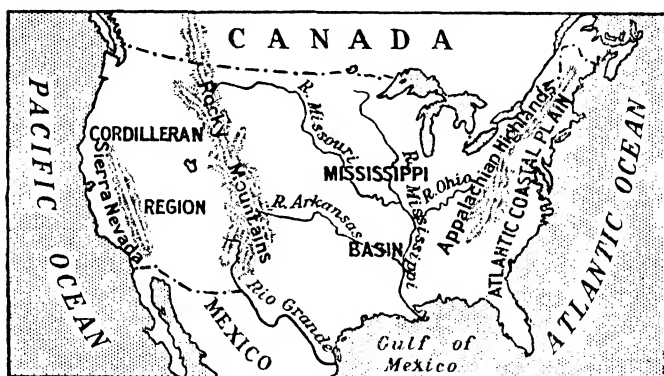 CANADA
PACIFIC OCEAN
Rocky Mountains
CORDILLERAN REGION
Sierra Nevada
R. Missouri
MISSISSIPPI BASIN
R. Mississippi
R. Ohio
R. Arkansas
Appalachian Highlands
ATLANTIC COASTAL PLAIN
ATLANTIC OCEAN
Rio Grande
MEXICO
Gulf of
Mexico